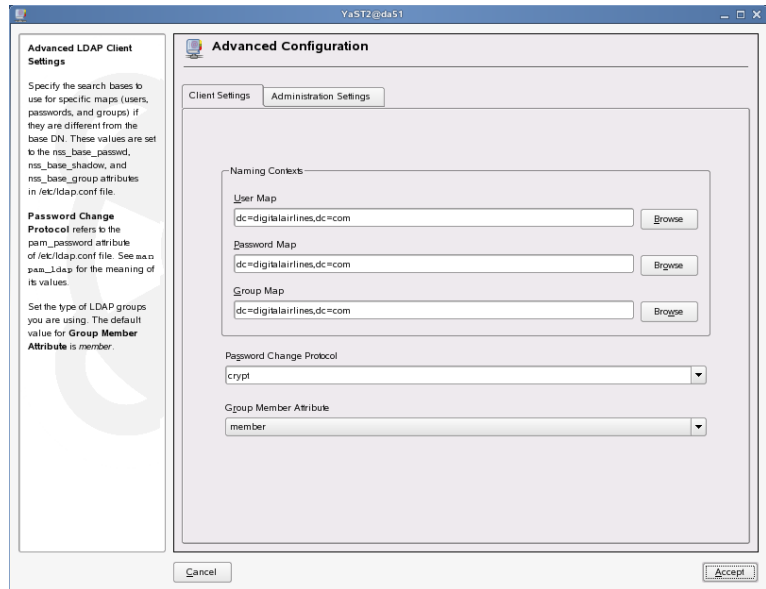 YaST2@da51
Advanced LDAP Client
Settings
Specify the search bases to
use for specific maps (users,
passwords, and groups) if
they are different from the
base DN. These values are set
to the nss_base_passwd,
nss_base_shadow, and
nss_base_group attributes
in /etc/ldap.conf file.
Password Change
Protocol refers to the
pam_password attribute
of /etc/ldap.conf file. See man
pam_ldap for the meaning of
its values.
Set the type of LDAP groups
you are using. The default
value for Group Member
Attribute is member.
Advanced Configuration
Client Settings
Administration Settings
Naming Contexts
User Map
dc=digitalairlines,dc=com
Browse
Password Map
dc=digitalairlines,dc=com
Browse
Group Map
dc=digitalairlines,dc=com
Browse
Password Change Protocol
crypt
Group Member Attribute
member
Cancel
Accept